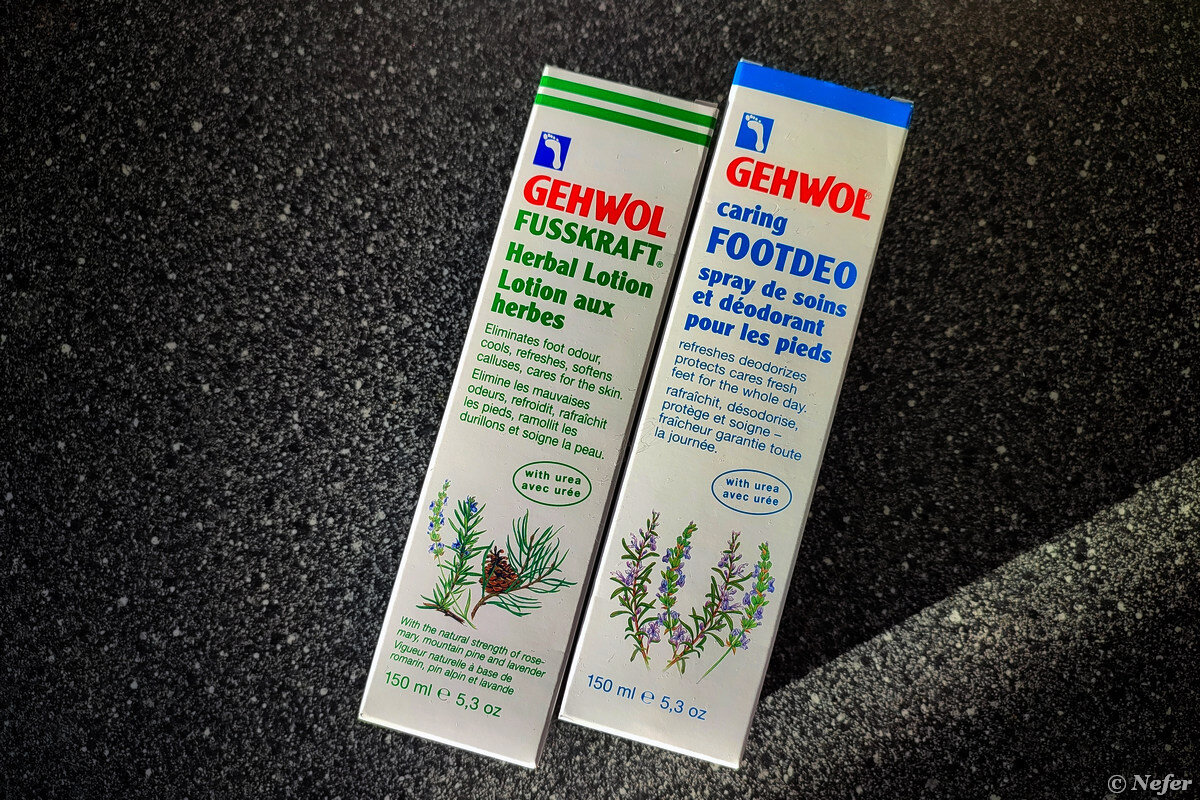 GEHWOL
FUSSKRAFT®
Herbal Lotion
Lotion aux
herbes
Eliminates foot odour,
cools, refreshes, softens
calluses, cares for the skin.
Elimine les mauvaises
odeurs, refroidit, rafraîchit
les pieds, ramollit les
durillons et soigne la peau.
with urea
avec urée
With the natural strength of rose-
mary, mountain pine and lavender
Vigueur naturelle à base de
romarin, pin alpin et lavande
150 ml ℮ 5,3 oz
GEHWOL®
caring
FOOTDEO
spray de soins
et déodorant
pour les pieds
refreshes deodorizes
protects cares fresh
feet for the whole day.
rafraîchit, désodorise,
protège et soigne –
fraîcheur garantie toute
la journée.
with urea
avec urée
150 ml ℮ 5,3 oz
© Nefer